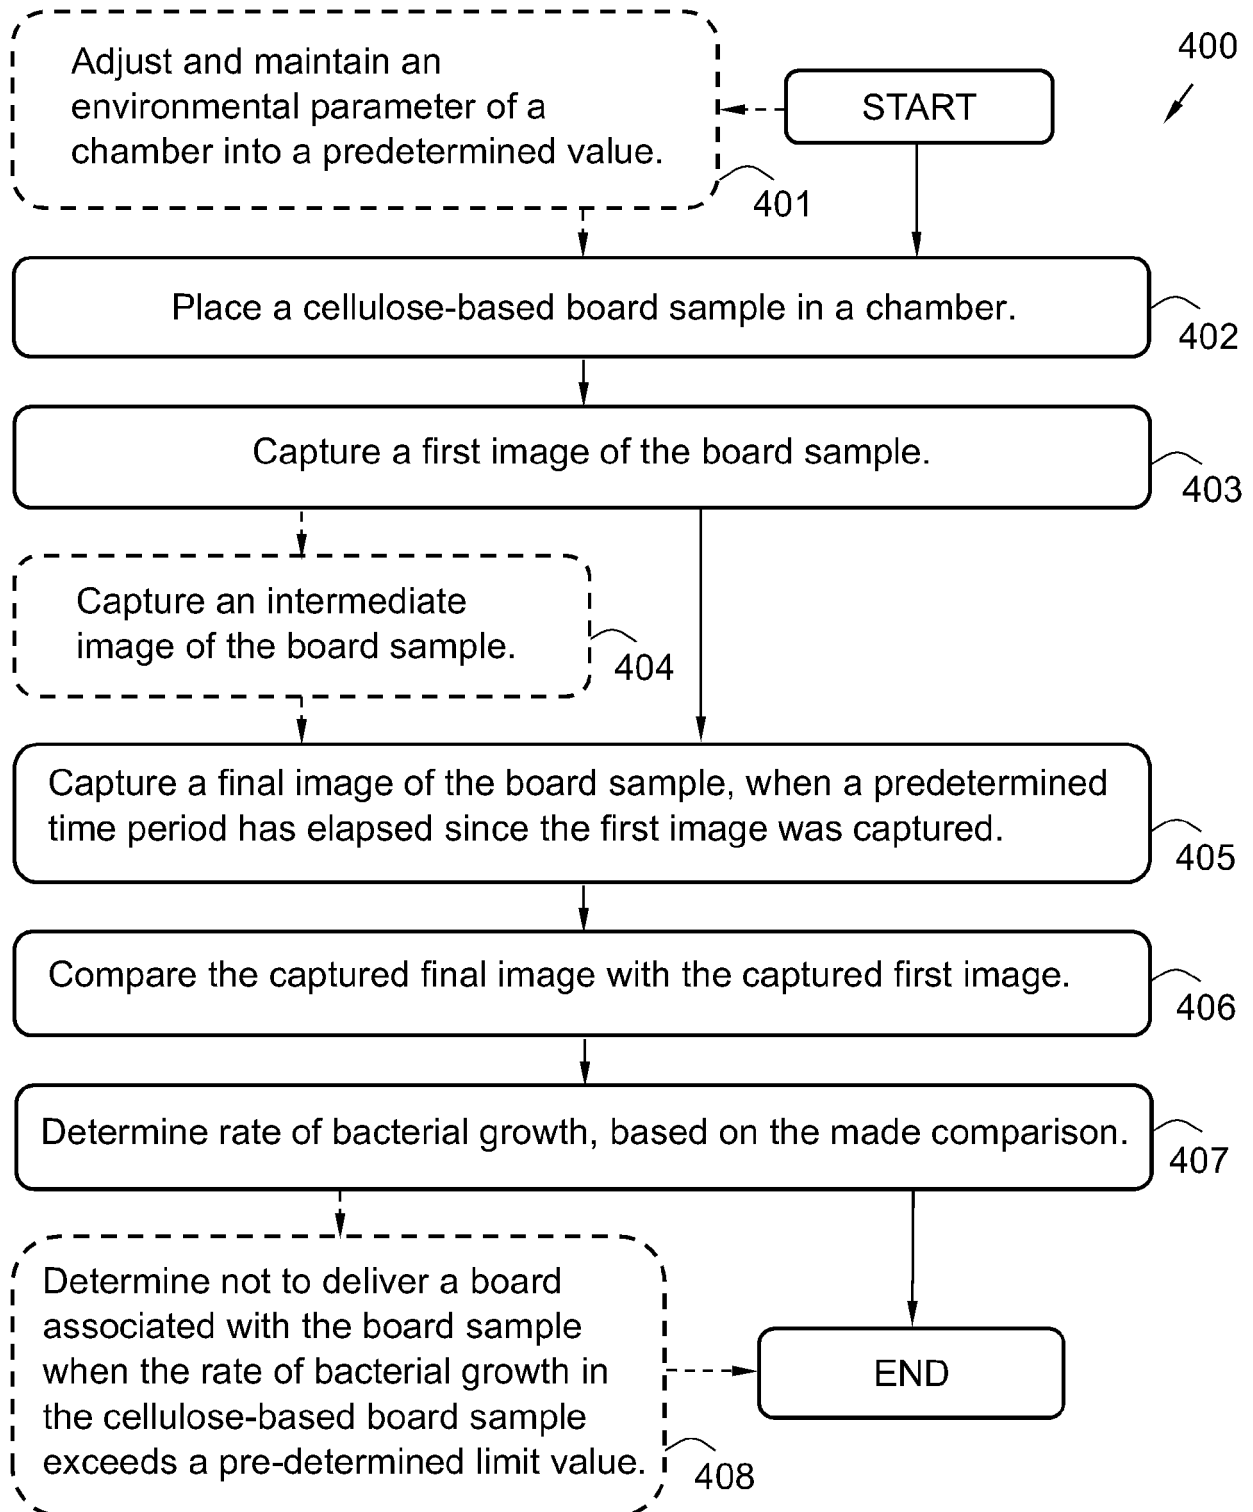 Adjust and maintain an
environmental parameter of a
chamber into a predetermined value.
401
START
400
Place a cellulose-based board sample in a chamber.
402
Capture a first image of the board sample.
403
Capture an intermediate
image of the board sample.
404
Capture a final image of the board sample, when a predetermined
time period has elapsed since the first image was captured.
405
Compare the captured final image with the captured first image.
406
Determine rate of bacterial growth, based on the made comparison.
407
Determine not to deliver a board
associated with the board sample
when the rate of bacterial growth in
the cellulose-based board sample
exceeds a pre-determined limit value.
408
END